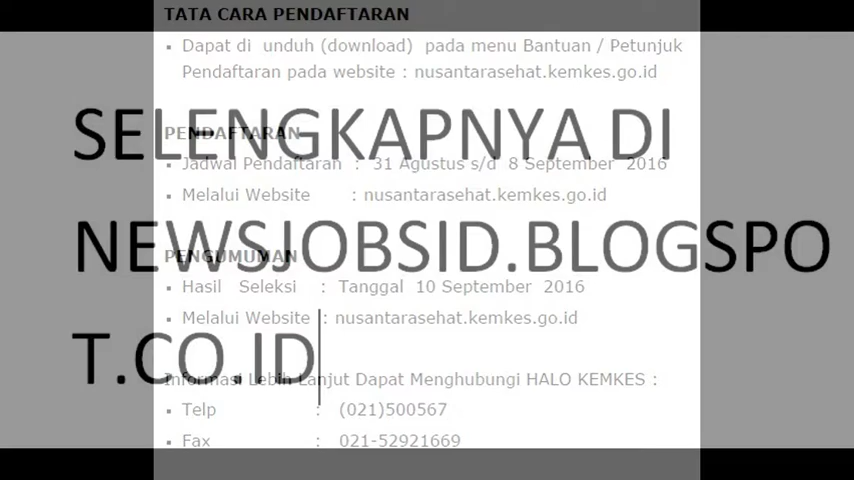 TATA CARA PENDAFTARAN
▪ Dapat di unduh (download) pada menu Bantuan / Petunjuk
Pendaftaran pada website : nusantarasehat.kemkes.go.id
SELENGKAPNYA DI
PENDAFTARAN
▪ Jadwal Pendaftaran : 31 Agustus s/d 8 September 2016
▪ Melalui Website : nusantarasehat.kemkes.go.id
NEWSJOBSID.BLOGSPO
PENGUMUMAN
▪ Hasil Seleksi : Tanggal 10 September 2016
▪ Melalui Website : nusantarasehat.kemkes.go.id
T.CO.ID
Informasi Lebih Lanjut Dapat Menghubungi HALO KEMKES :
▪ Telp : (021)500567
▪ Fax : 021-52921669